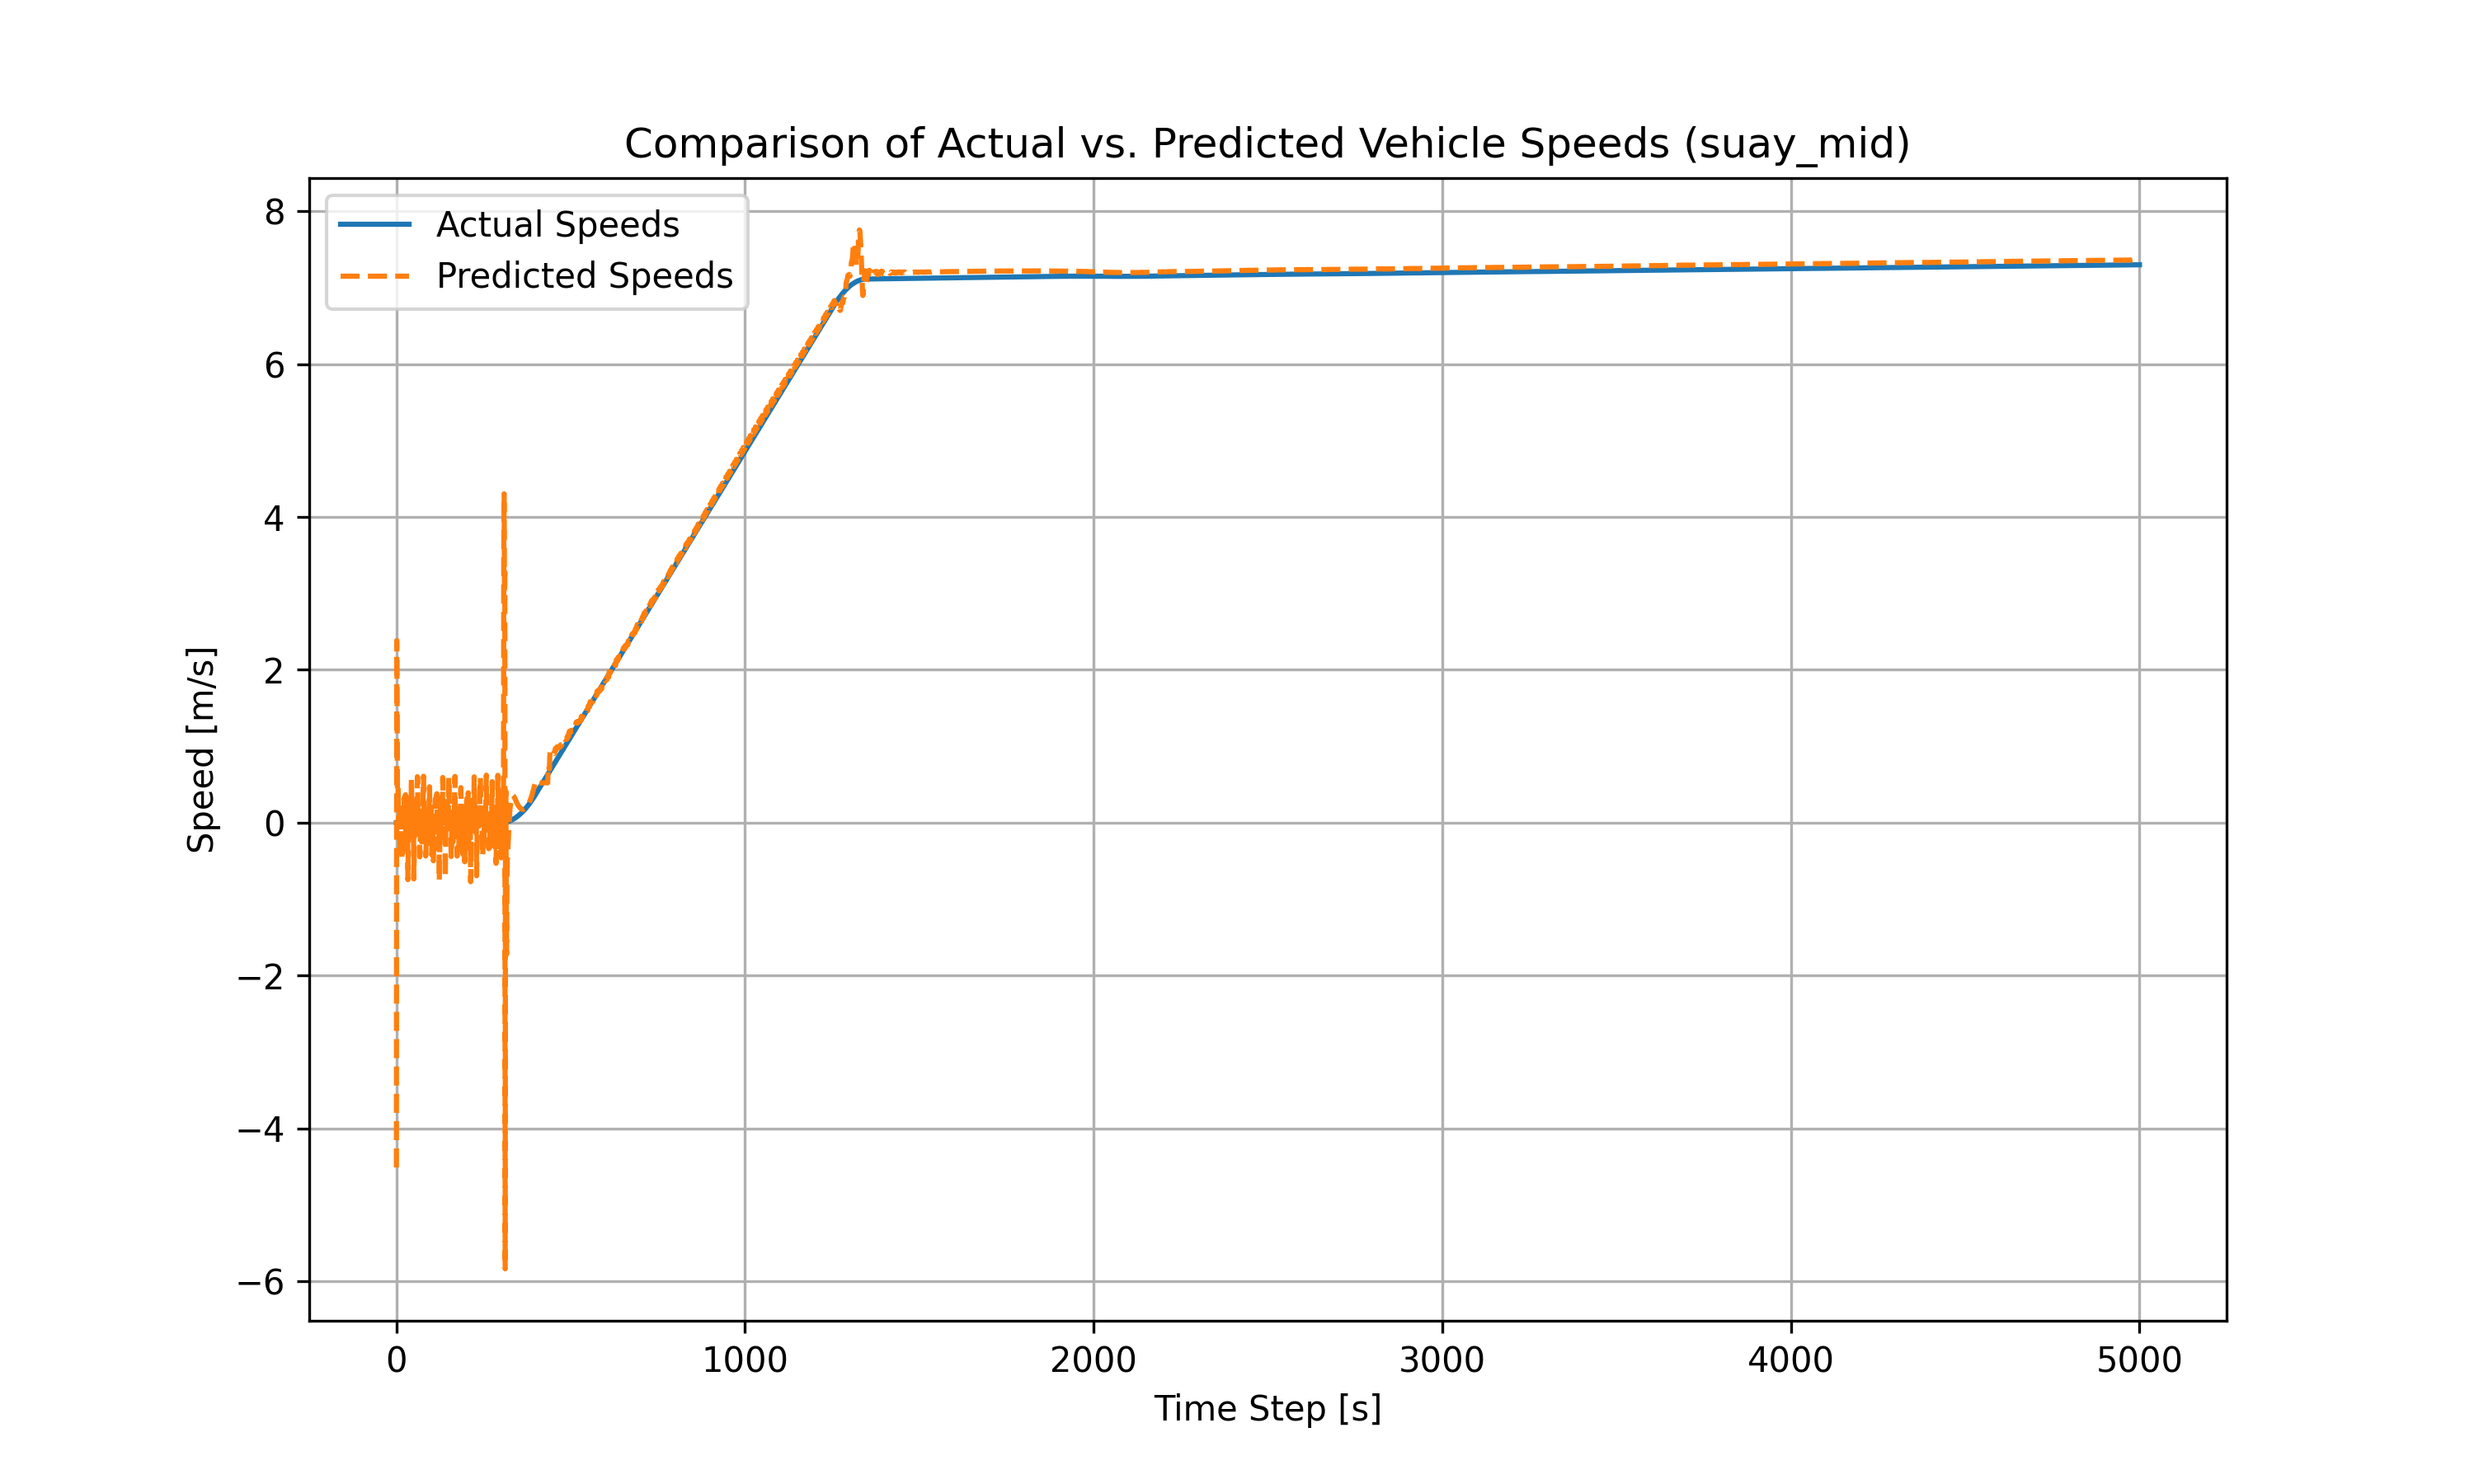 Comparison of Actual vs. Predicted Vehicle Speeds (suay_mid)
Actual Speeds
Predicted Speeds
Speed [m/s]
8
6
4
2
0
−2
−4
−6
0 1000 2000 3000 4000 5000
Time Step [s]